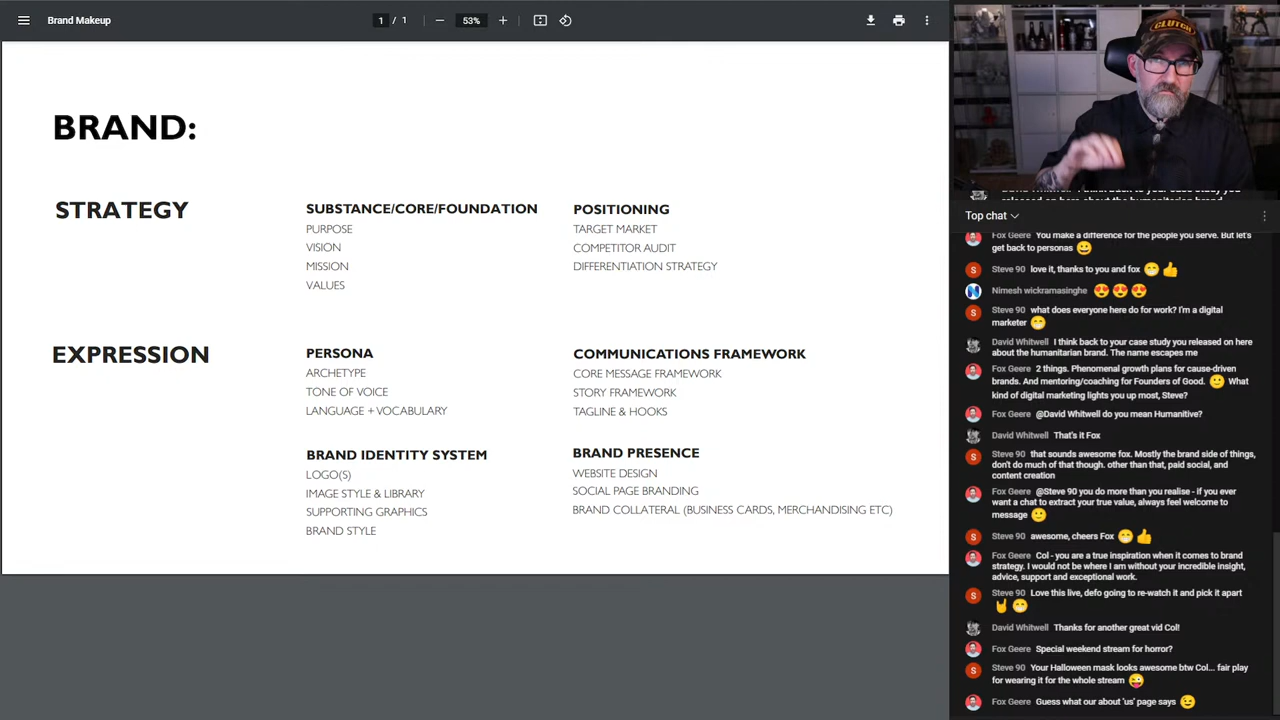 Brand Makeup
1 / 1
53%
BRAND:
STRATEGY
SUBSTANCE/CORE/FOUNDATION
PURPOSE
VISION
MISSION
VALUES
POSITIONING
TARGET MARKET
COMPETITOR AUDIT
DIFFERENTIATION STRATEGY
EXPRESSION
PERSONA
ARCHETYPE
TONE OF VOICE
LANGUAGE + VOCABULARY
COMMUNICATIONS FRAMEWORK
CORE MESSAGE FRAMEWORK
STORY FRAMEWORK
TAGLINE & HOOKS
BRAND IDENTITY SYSTEM
LOGO(S)
IMAGE STYLE & LIBRARY
SUPPORTING GRAPHICS
BRAND STYLE
BRAND PRESENCE
WEBSITE DESIGN
SOCIAL PAGE BRANDING
BRAND COLLATERAL (BUSINESS CARDS, MERCHANDISING ETC)
CLUTCH
Top chat
Fox Geere You make a difference for the people you serve. But let's
get back to personas 😀
Steve 90 love it, thanks to you and fox 😁👍
Nimesh wickramasinghe 😍😍😍
Steve 90 what does everyone here do for work? I'm a digital
marketer 😁
David Whitwell I think back to your case study you released on here
about the humanitarian brand. The name escapes me
Fox Geere 2 things. Phenomenal growth plans for cause-driven
brands. And mentoring/coaching for Founders of Good. 🙂 What
kind of digital marketing lights you up most, Steve?
Fox Geere @David Whitwell do you mean Humanitive?
David Whitwell That's it Fox
Steve 90 that sounds awesome fox. Mostly the brand side of things,
don't do much of that though. other than that, paid social, and
content creation
Fox Geere @Steve 90 you do more than you realise - if you ever
want a chat to extract your true value, always feel welcome to
message 🙂
Steve 90 awesome, cheers Fox 😁👍
Fox Geere Col - you are a true inspiration when it comes to brand
strategy. I would not be where I am without your incredible insight,
advice, support and exceptional work.
Steve 90 Love this live, defo going to re-watch it and pick it apart
🤘😁
David Whitwell Thanks for another great vid Col!
Fox Geere Special weekend stream for horror?
Steve 90 Your Halloween mask looks awesome btw Col... fair play
for wearing it for the whole stream 😜
Fox Geere Guess what our about 'us' page says 😉